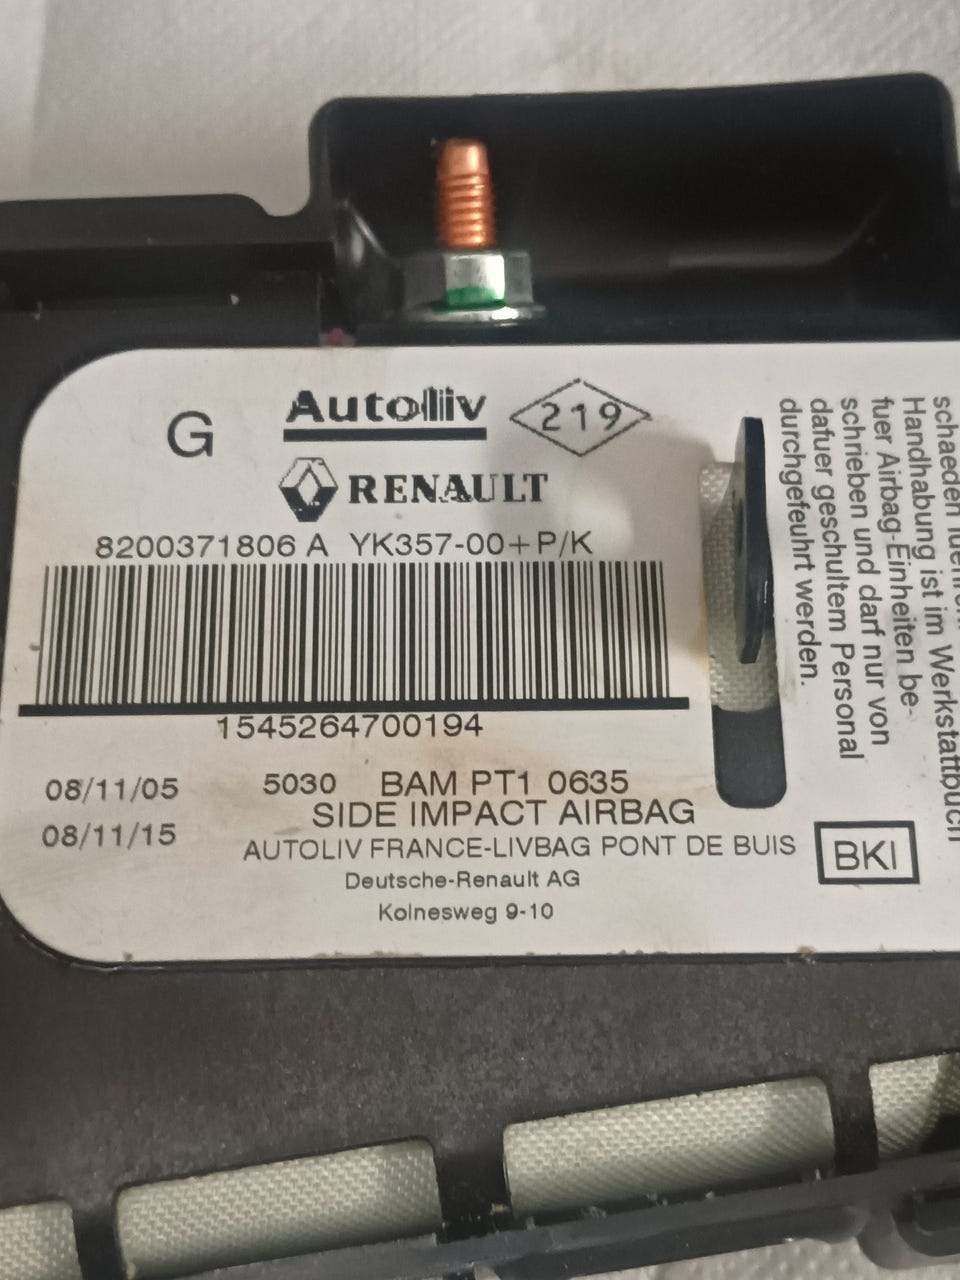 G
Autoliv
219
RENAULT
8200371806 A YK357-00+P/K
1545264700194
08/11/05 5030 BAM PT1 0635
08/11/15 SIDE IMPACT AIRBAG
AUTOLIV FRANCE-LIVBAG PONT DE BUIS
Deutsche-Renault AG
Kolnesweg 9-10
BKI
schaeden
Handhabung ist im Werkstattbuch
fuer Airbag-Einheiten be-
schrieben und darf nur von
dafuer geschultem Personal
durchgefeuhrt werden.